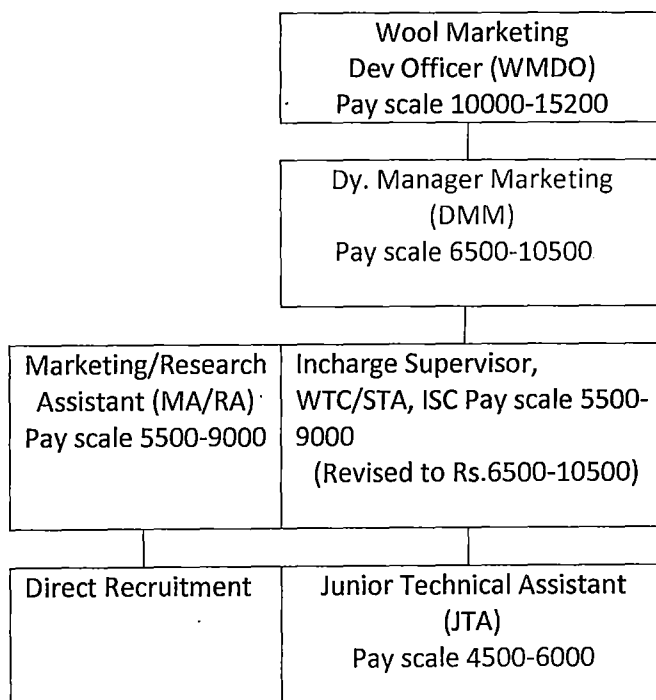 Wool Marketing
Dev Officer (WMDO)
Pay scale 10000-15200
Dy. Manager Marketing
(DMM)
Pay scale 6500-10500
Marketing/Research
Assistant (MA/RA)
Pay scale 5500-9000
Incharge Supervisor,
WTC/STA, ISC Pay scale 5500-
9000
(Revised to Rs.6500-10500)
Direct Recruitment
Junior Technical Assistant
(JTA)
Pay scale 4500-6000